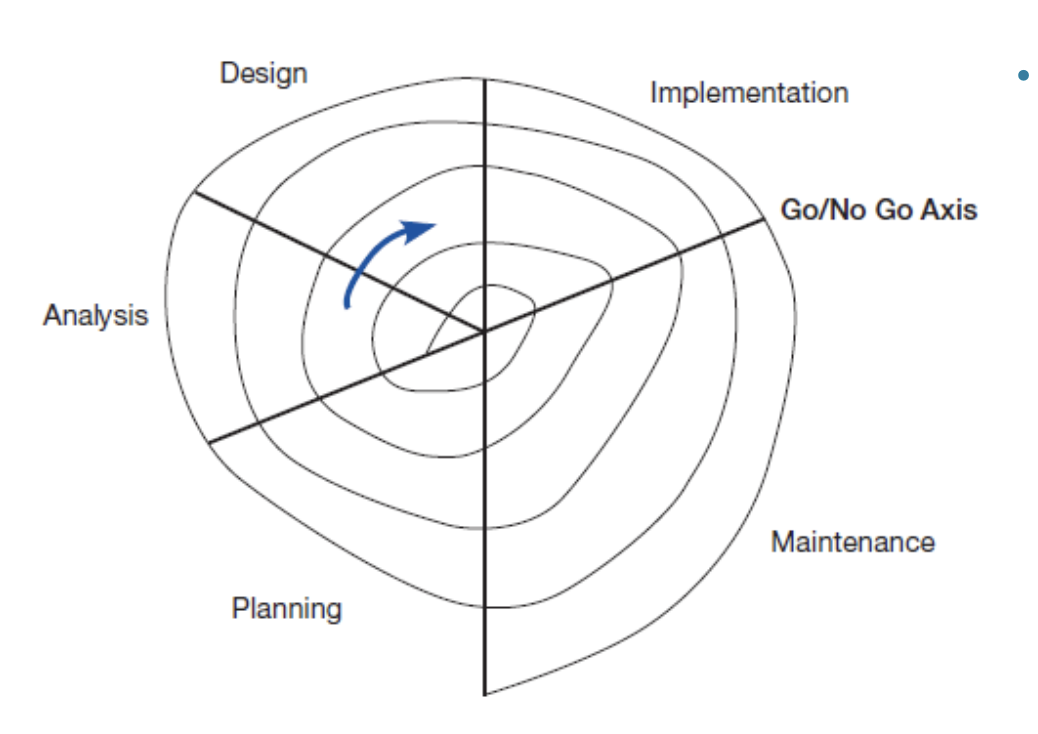 Design
Implementation
Go/No Go Axis
Analysis
Maintenance
Planning